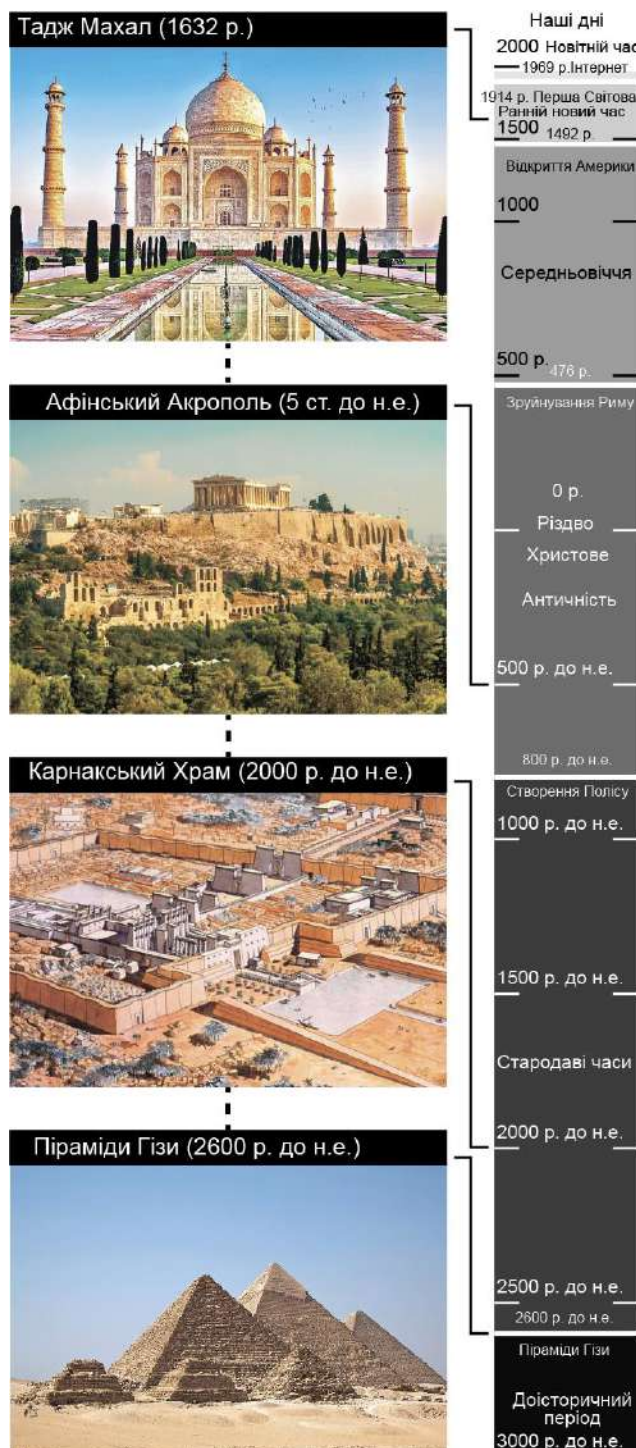 Тадж Махал (1632 р.)
Афінський Акрополь (5 ст. до н.е.)
Карнакський Храм (2000 р. до н.е.)
Піраміди Гізи (2600 р. до н.е.)
Наші дні
2000 Новітній час
1969 р.Інтернет
1914 р. Перша Світова
Ранній новий час
1500 1492 р.
Відкриття Америки
1000
Середньовіччя
500 р.
476 р.
Зруйнування Риму
0 р.
Різдво
Христове
Античність
500 р. до н.е.
800 р. до н.е.
Створення Полісу
1000 р. до н.е.
1500 р. до н.е.
Стародаві часи
2000 р. до н.е.
2500 р. до н.е.
2600 р. до н.е.
Піраміди Гізи
Доісторичний
період
3000 р. до н.е.